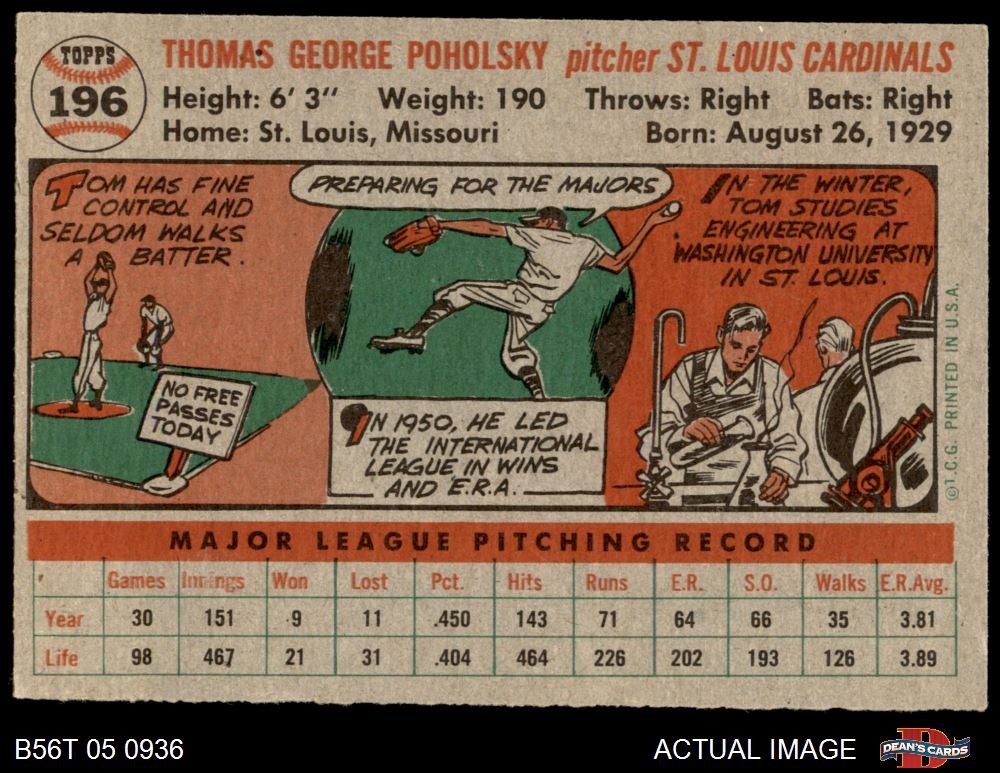 TOPPS
196
THOMAS GEORGE POHOLSKY pitcher ST. LOUIS CARDINALS
Height: 6' 3" Weight: 190 Throws: Right Bats: Right
Home: St. Louis, Missouri Born: August 26, 1929
TOM HAS FINE
CONTROL AND
SELDOM WALKS
A BATTER.
NO FREE
PASSES
TODAY
PREPARING FOR THE MAJORS
IN 1950, HE LED
THE INTERNATIONAL
LEAGUE IN WINS
AND E.R.A.
IN THE WINTER,
TOM STUDIES
ENGINEERING AT
WASHINGTON UNIVERSITY
IN ST. LOUIS.
©T.C.G. PRINTED IN U.S.A.
MAJOR LEAGUE PITCHING RECORD
Games Innings Won Lost Pct. Hits Runs E.R. S.O. Walks E.R.Avg.
Year 30 151 9 11 .450 143 71 64 66 35 3.81
Life 98 467 21 31 .404 464 226 202 193 126 3.89
B56T 05 0936 ACTUAL IMAGE DEAN'S CARDS